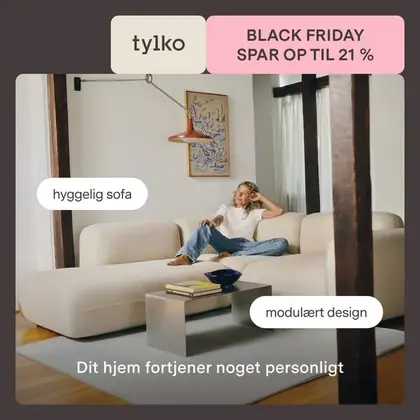 tylko
BLACK FRIDAY
SPAR OP TIL 21 %
hyggelig sofa
modulært design
Dit hjem fortjener noget personligt